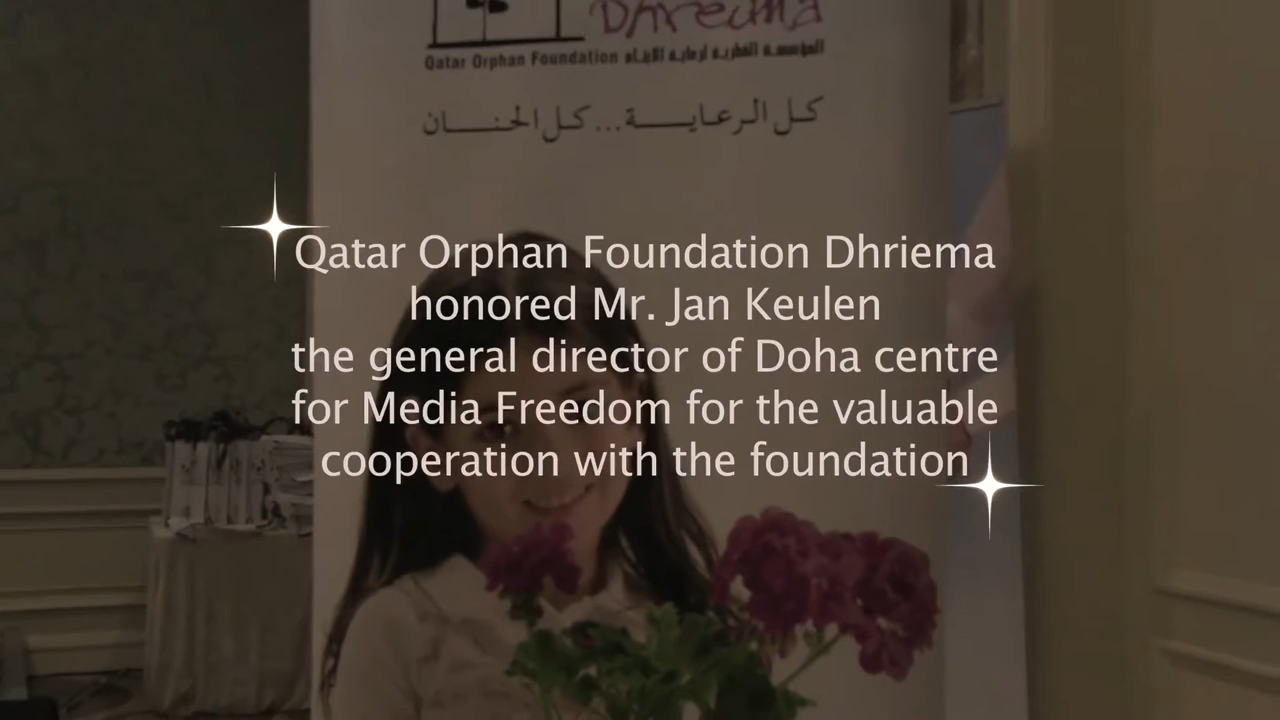 Dhreima
Qatar Orphan Foundation المؤسسة القطرية لرعاية الأيتام
كل الرعاية...كل الحنان
Qatar Orphan Foundation Dhriema
honored Mr. Jan Keulen
the general director of Doha centre
for Media Freedom for the valuable
cooperation with the foundation